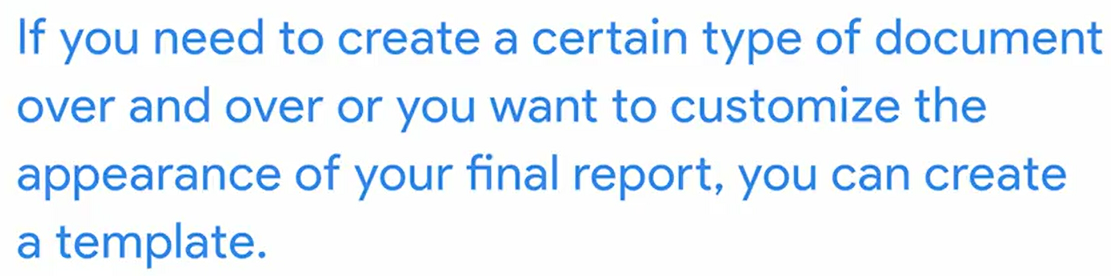 If you need to create a certain type of document
over and over or you want to customize the
appearance of your final report, you can create
a template.